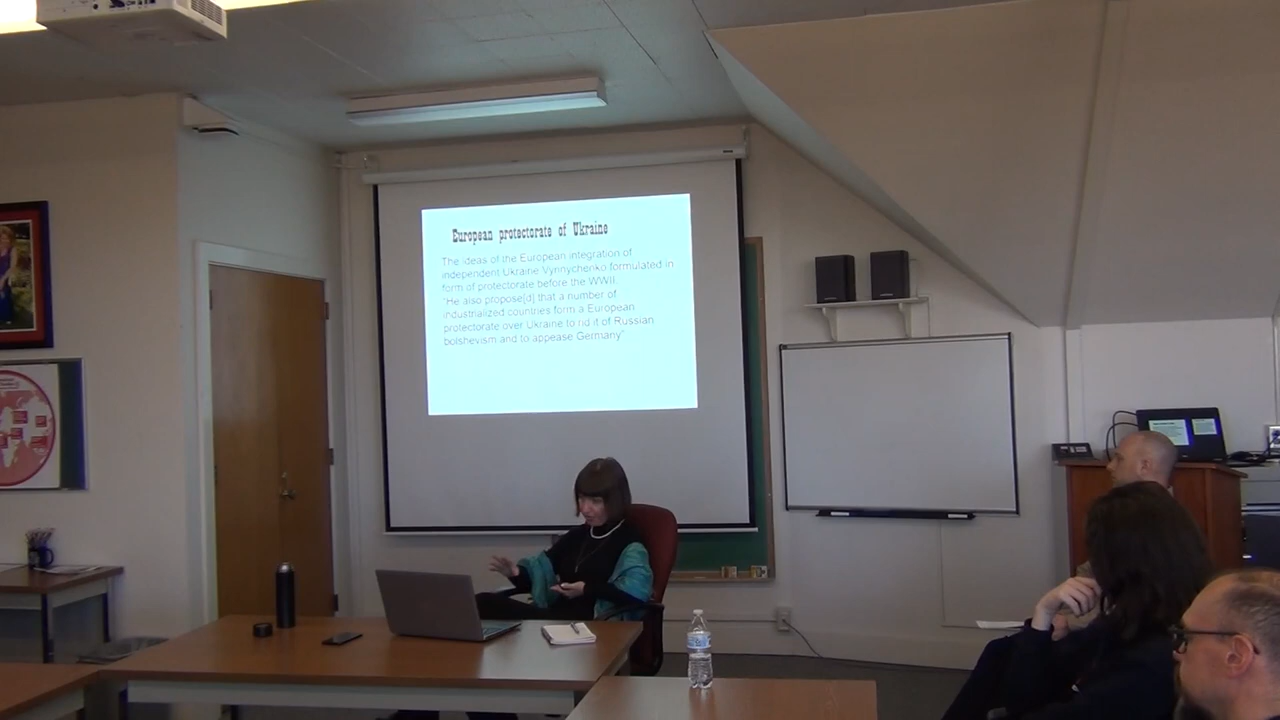 European protectorate of Ukraine
The ideas of the European integration of
independent Ukraine Vynnychenko formulated in
form of protectorate before the WWII.
“He also propose[d] that a number of
industrialized countries form a European
protectorate over Ukraine to rid it of Russian
bolshevism and to appease Germany”